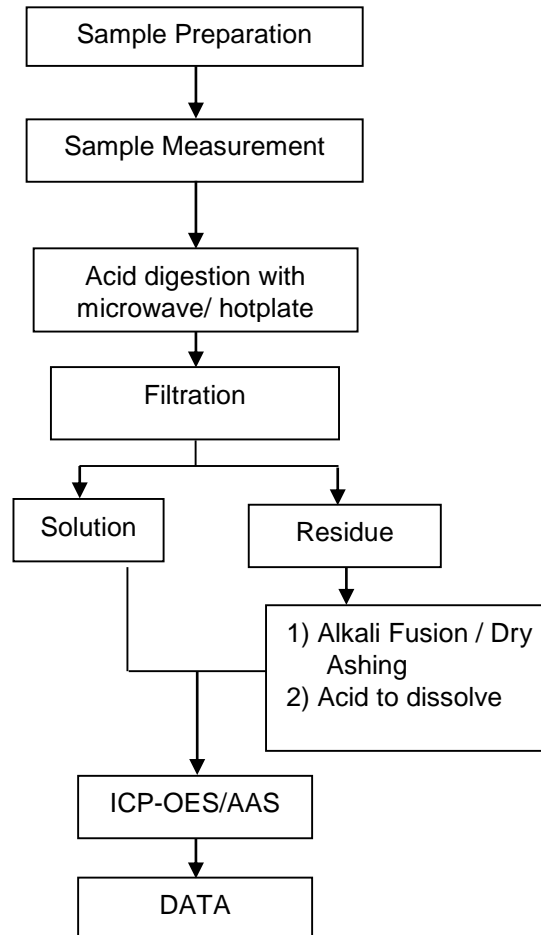 Sample Preparation
Sample Measurement
Acid digestion with
microwave/ hotplate
Filtration
Solution
Residue
1) Alkali Fusion / Dry
Ashing
2) Acid to dissolve
ICP-OES/AAS
DATA